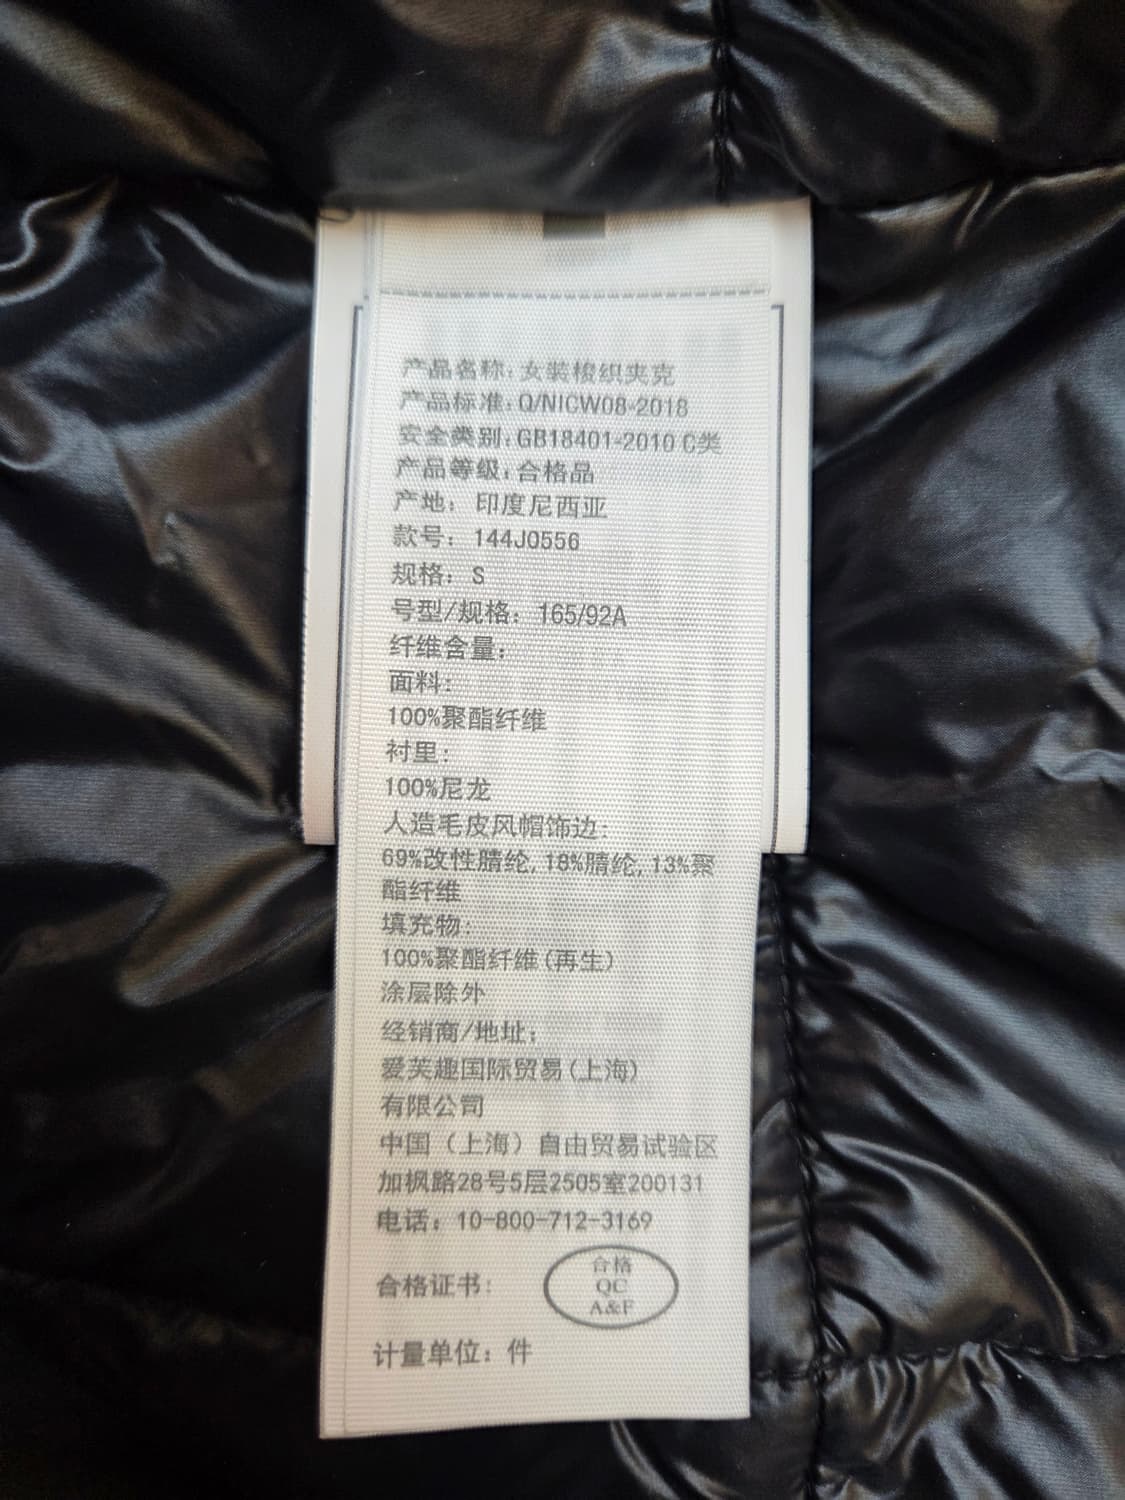 产品名称：女装梭织夹克
产品标准：Q/NICW08-2018
安全类别：GB18401-2010 C类
产品等级：合格品
产地：印度尼西亚
款号：144J0556
规格：S
号型/规格：165/92A
纤维含量：
面料：
100%聚酯纤维
衬里：
100%尼龙
人造毛皮风帽饰边：
69%改性腈纶,18%腈纶,13%聚
酯纤维
填充物：
100%聚酯纤维(再生)
涂层除外
经销商/地址：
爱芙趣国际贸易(上海)
有限公司
中国（上海）自由贸易试验区
加枫路28号5层2505室200131
电话：10-800-712-3169
合格
QC
A&F
合格证书：
计量单位：件